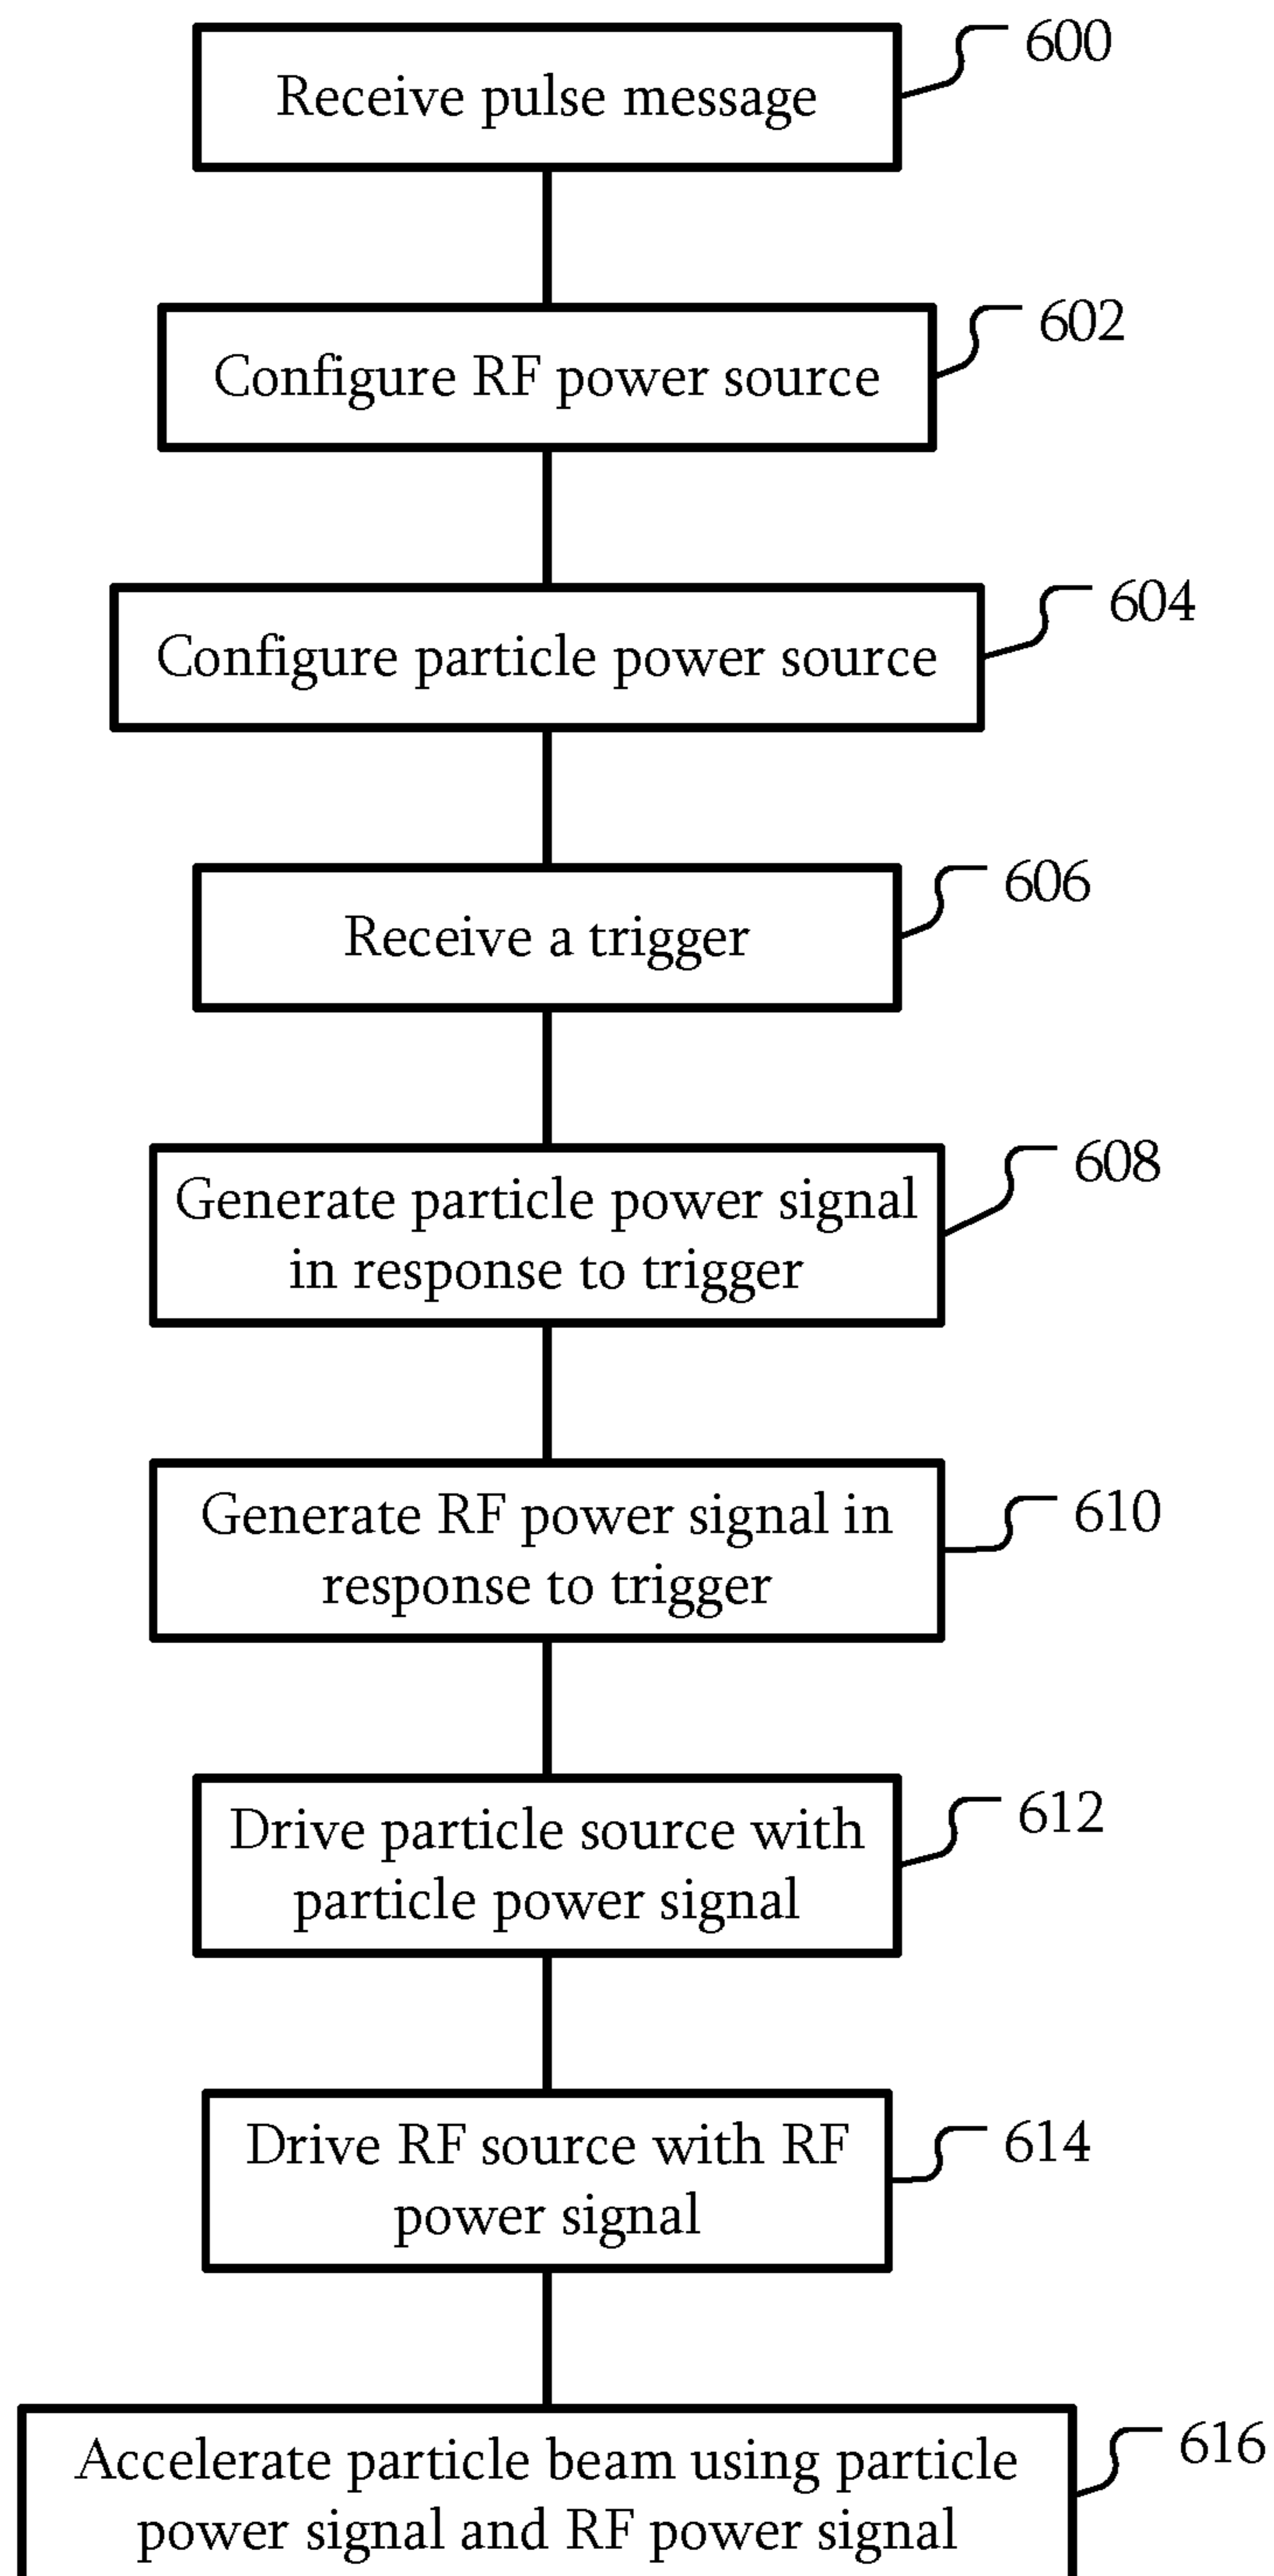 Receive pulse message
600
Configure RF power source
602
Configure particle power source
604
Receive a trigger
606
Generate particle power signal
in response to trigger
608
Generate RF power signal in
response to trigger
610
Drive particle source with
particle power signal
612
Drive RF source with RF
power signal
614
Accelerate particle beam using particle
power signal and RF power signal
616